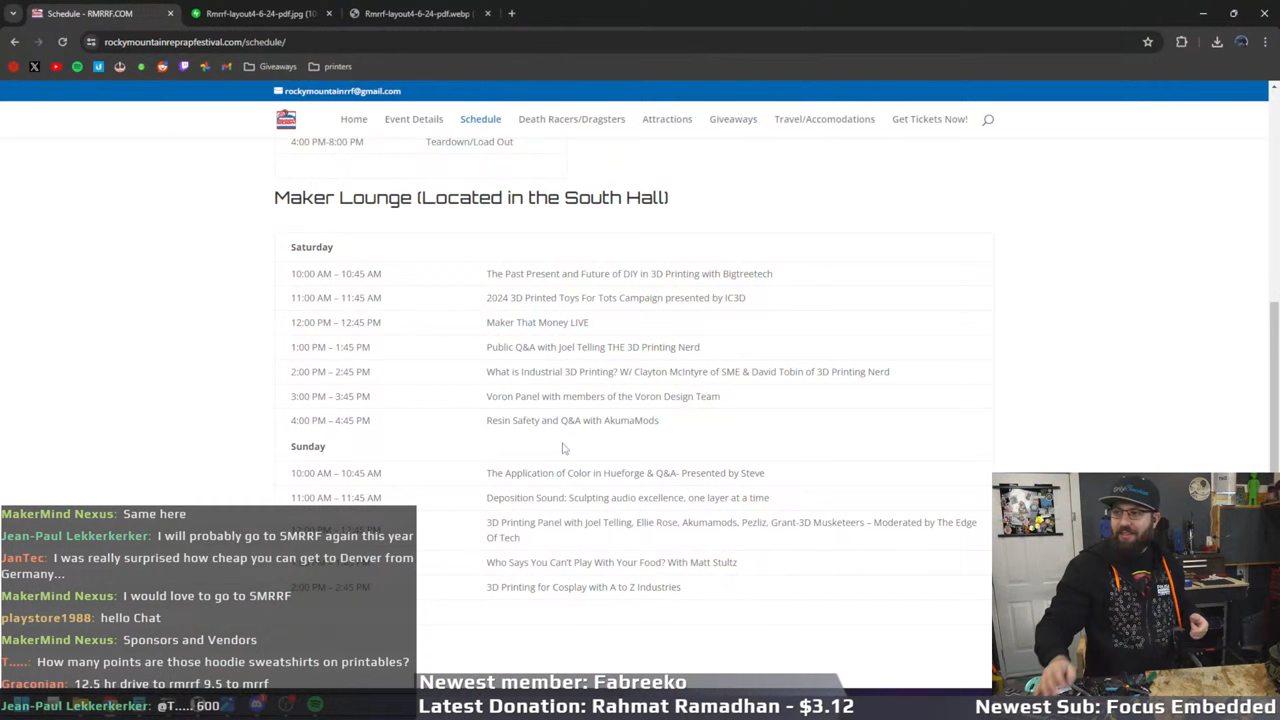 Schedule - RMRRF.COM
Rmrrf-layout4-6-24-pdf.jpg (10
Rmrrf-layout4-6-24-pdf.webp (
rockymountainreprapfestival.com/schedule/
Giveaways
printers
rockymountainrrf@gmail.com
Home
Event Details
Schedule
Death Racers/Dragsters
Attractions
Giveaways
Travel/Accomodations
Get Tickets Now!
4:00 PM-8:00 PM Teardown/Load Out
Maker Lounge (Located in the South Hall)
Saturday
10:00 AM – 10:45 AM The Past Present and Future of DIY in 3D Printing with Bigtreetech
11:00 AM – 11:45 AM 2024 3D Printed Toys For Tots Campaign presented by IC3D
12:00 PM – 12:45 PM Maker That Money LIVE
1:00 PM – 1:45 PM Public Q&A with Joel Telling THE 3D Printing Nerd
2:00 PM – 2:45 PM What is Industrial 3D Printing? W/ Clayton McIntyre of SME & David Tobin of 3D Printing Nerd
3:00 PM – 3:45 PM Voron Panel with members of the Voron Design Team
4:00 PM – 4:45 PM Resin Safety and Q&A with AkumaMods
Sunday
10:00 AM – 10:45 AM The Application of Color in Hueforge & Q&A- Presented by Steve
11:00 AM – 11:45 AM Deposition Sound: Sculpting audio excellence, one layer at a time
3D Printing Panel with Joel Telling, Ellie Rose, Akumamods, Pezliz, Grant-3D Musketeers – Moderated by The Edge
Of Tech
Who Says You Can't Play With Your Food? With Matt Stultz
2:00 PM – 2:45 PM 3D Printing for Cosplay with A to Z Industries
MakerMind Nexus: Same here
Jean-Paul Lekkerkerker: I will probably go to SMRRF again this year
JanTec: I was really surprised how cheap you can get to Denver from
Germany...
MakerMind Nexus: I would love to go to SMRRF
playstore1988: hello Chat
MakerMind Nexus: Sponsors and Vendors
T.....: How many points are those hoodie sweatshirts on printables?
Graconian: 12.5 hr drive to rmrrf 9.5 to mrrf
Jean-Paul Lekkerkerker: @T..... 600
Newest member: Fabreeko
Latest Donation: Rahmat Ramadhan - $3.12
Newest Sub: Focus Embedded